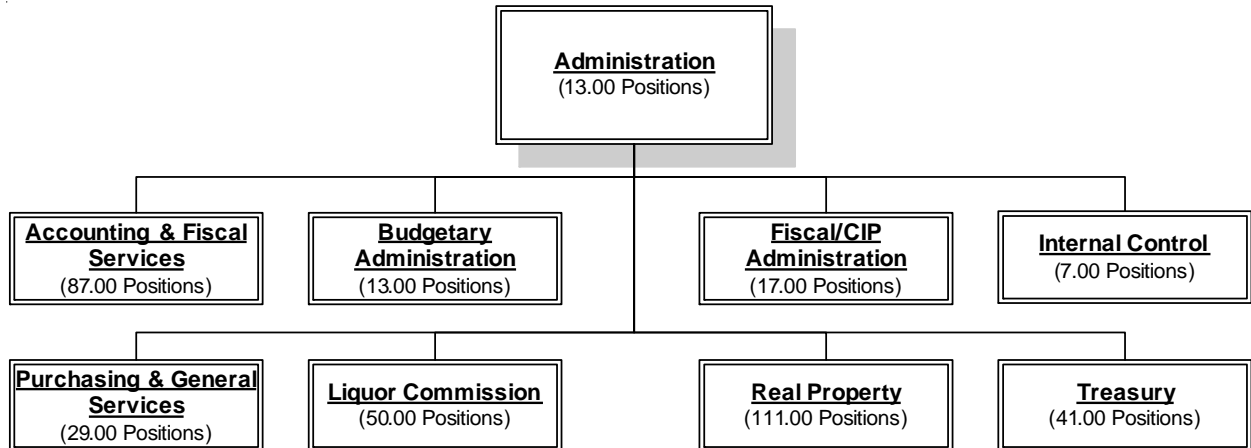 Administration
(13.00 Positions)
Accounting & Fiscal
Services
(87.00 Positions)
Budgetary
Administration
(13.00 Positions)
Fiscal/CIP
Administration
(17.00 Positions)
Internal Control
(7.00 Positions)
Purchasing & General
Services
(29.00 Positions)
Liquor Commission
(50.00 Positions)
Real Property
(111.00 Positions)
Treasury
(41.00 Positions)